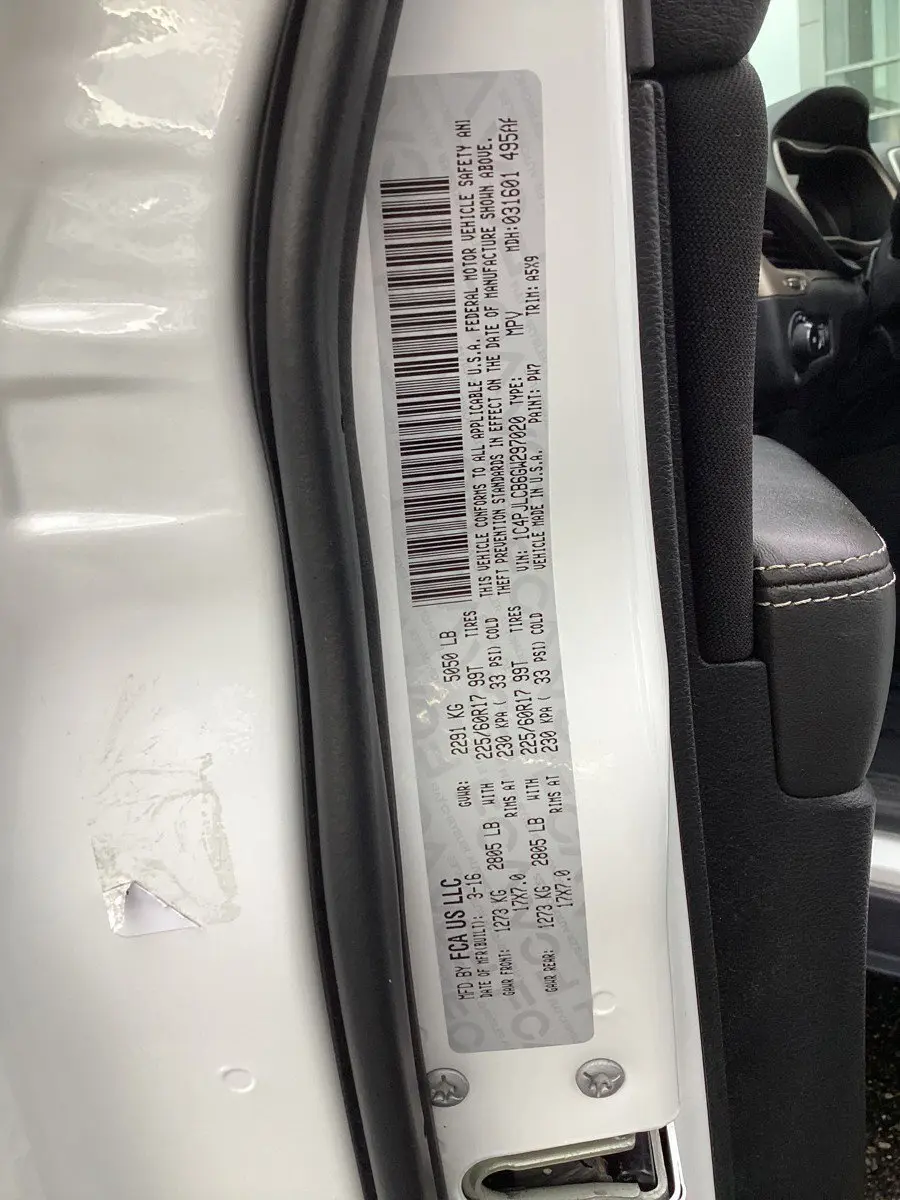 MFD BY FCA US LLC
DATE OF MFR(BUILT): 3-16 GVWR: 2291 KG 5050 LB
GAWR FRONT: 1273 KG 2805 LB WITH 225/60R17 99T TIRES
17X7.0 RIMS AT 230 KPA ( 33 PSI) COLD
GAWR REAR: 1273 KG 2805 LB WITH 225/60R17 99T TIRES
17X7.0 RIMS AT 230 KPA ( 33 PSI) COLD
THIS VEHICLE CONFORMS TO ALL APPLICABLE U.S.A. FEDERAL MOTOR VEHICLE SAFETY AN
THEFT PREVENTION STANDARDS IN EFFECT ON THE DATE OF MANUFACTURE SHOWN ABOVE.
VIN: 1C4PJLCB6GW297020 TYPE: MPV MDH:031601 495AF
VEHICLE MADE IN U.S.A. PAINT: PW7 TRIM: A5X9